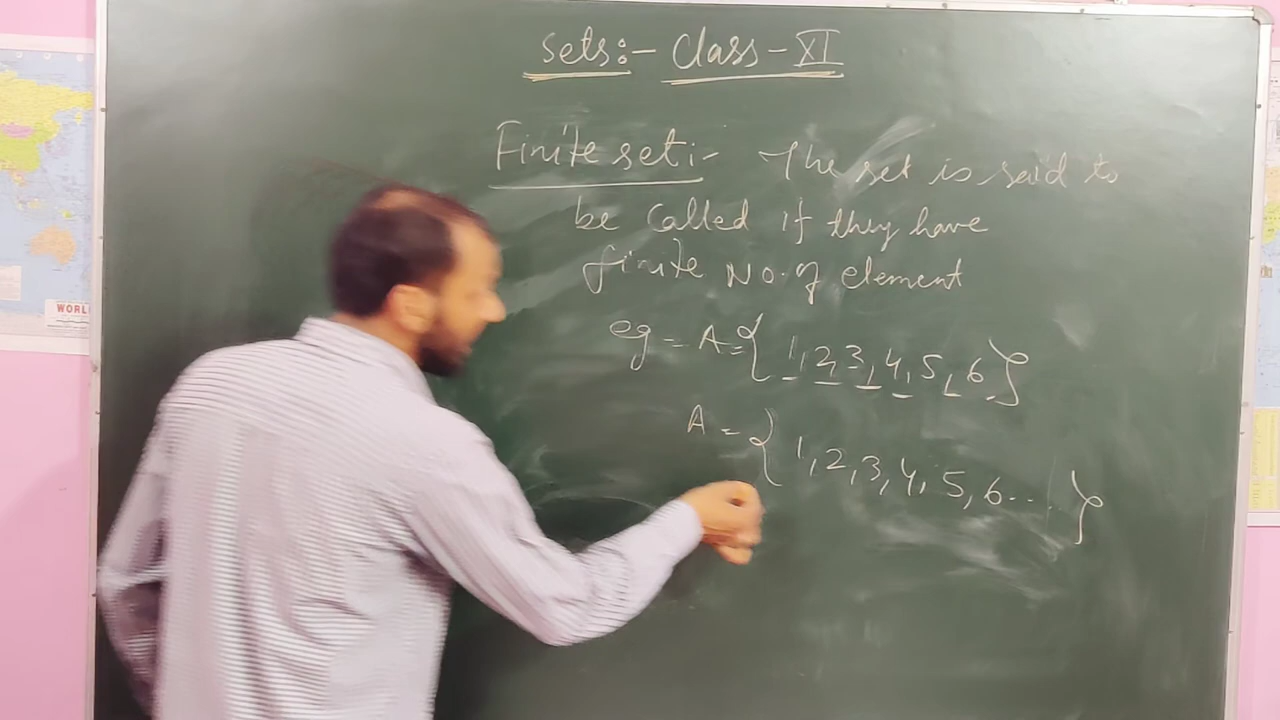 Sets:- Class-XI
Finite set:- The set is said to
be called if they have
finite No. of element
eg- A={1,2,3,4,5,6}
A={1,2,3,4,5,6... }
WORL